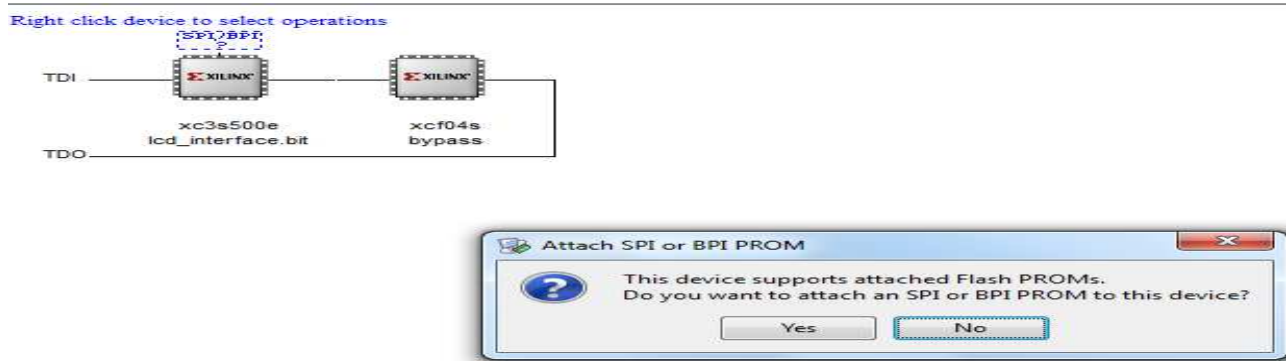 Right click device to select operations
SPI/BPI
?
TDI
XILINX
XILINX
xc3s500e
xcf04s
lcd_interface.bit
bypass
TDO
Attach SPI or BPI PROM
This device supports attached Flash PROMs.
Do you want to attach an SPI or BPI PROM to this device?
Yes
No